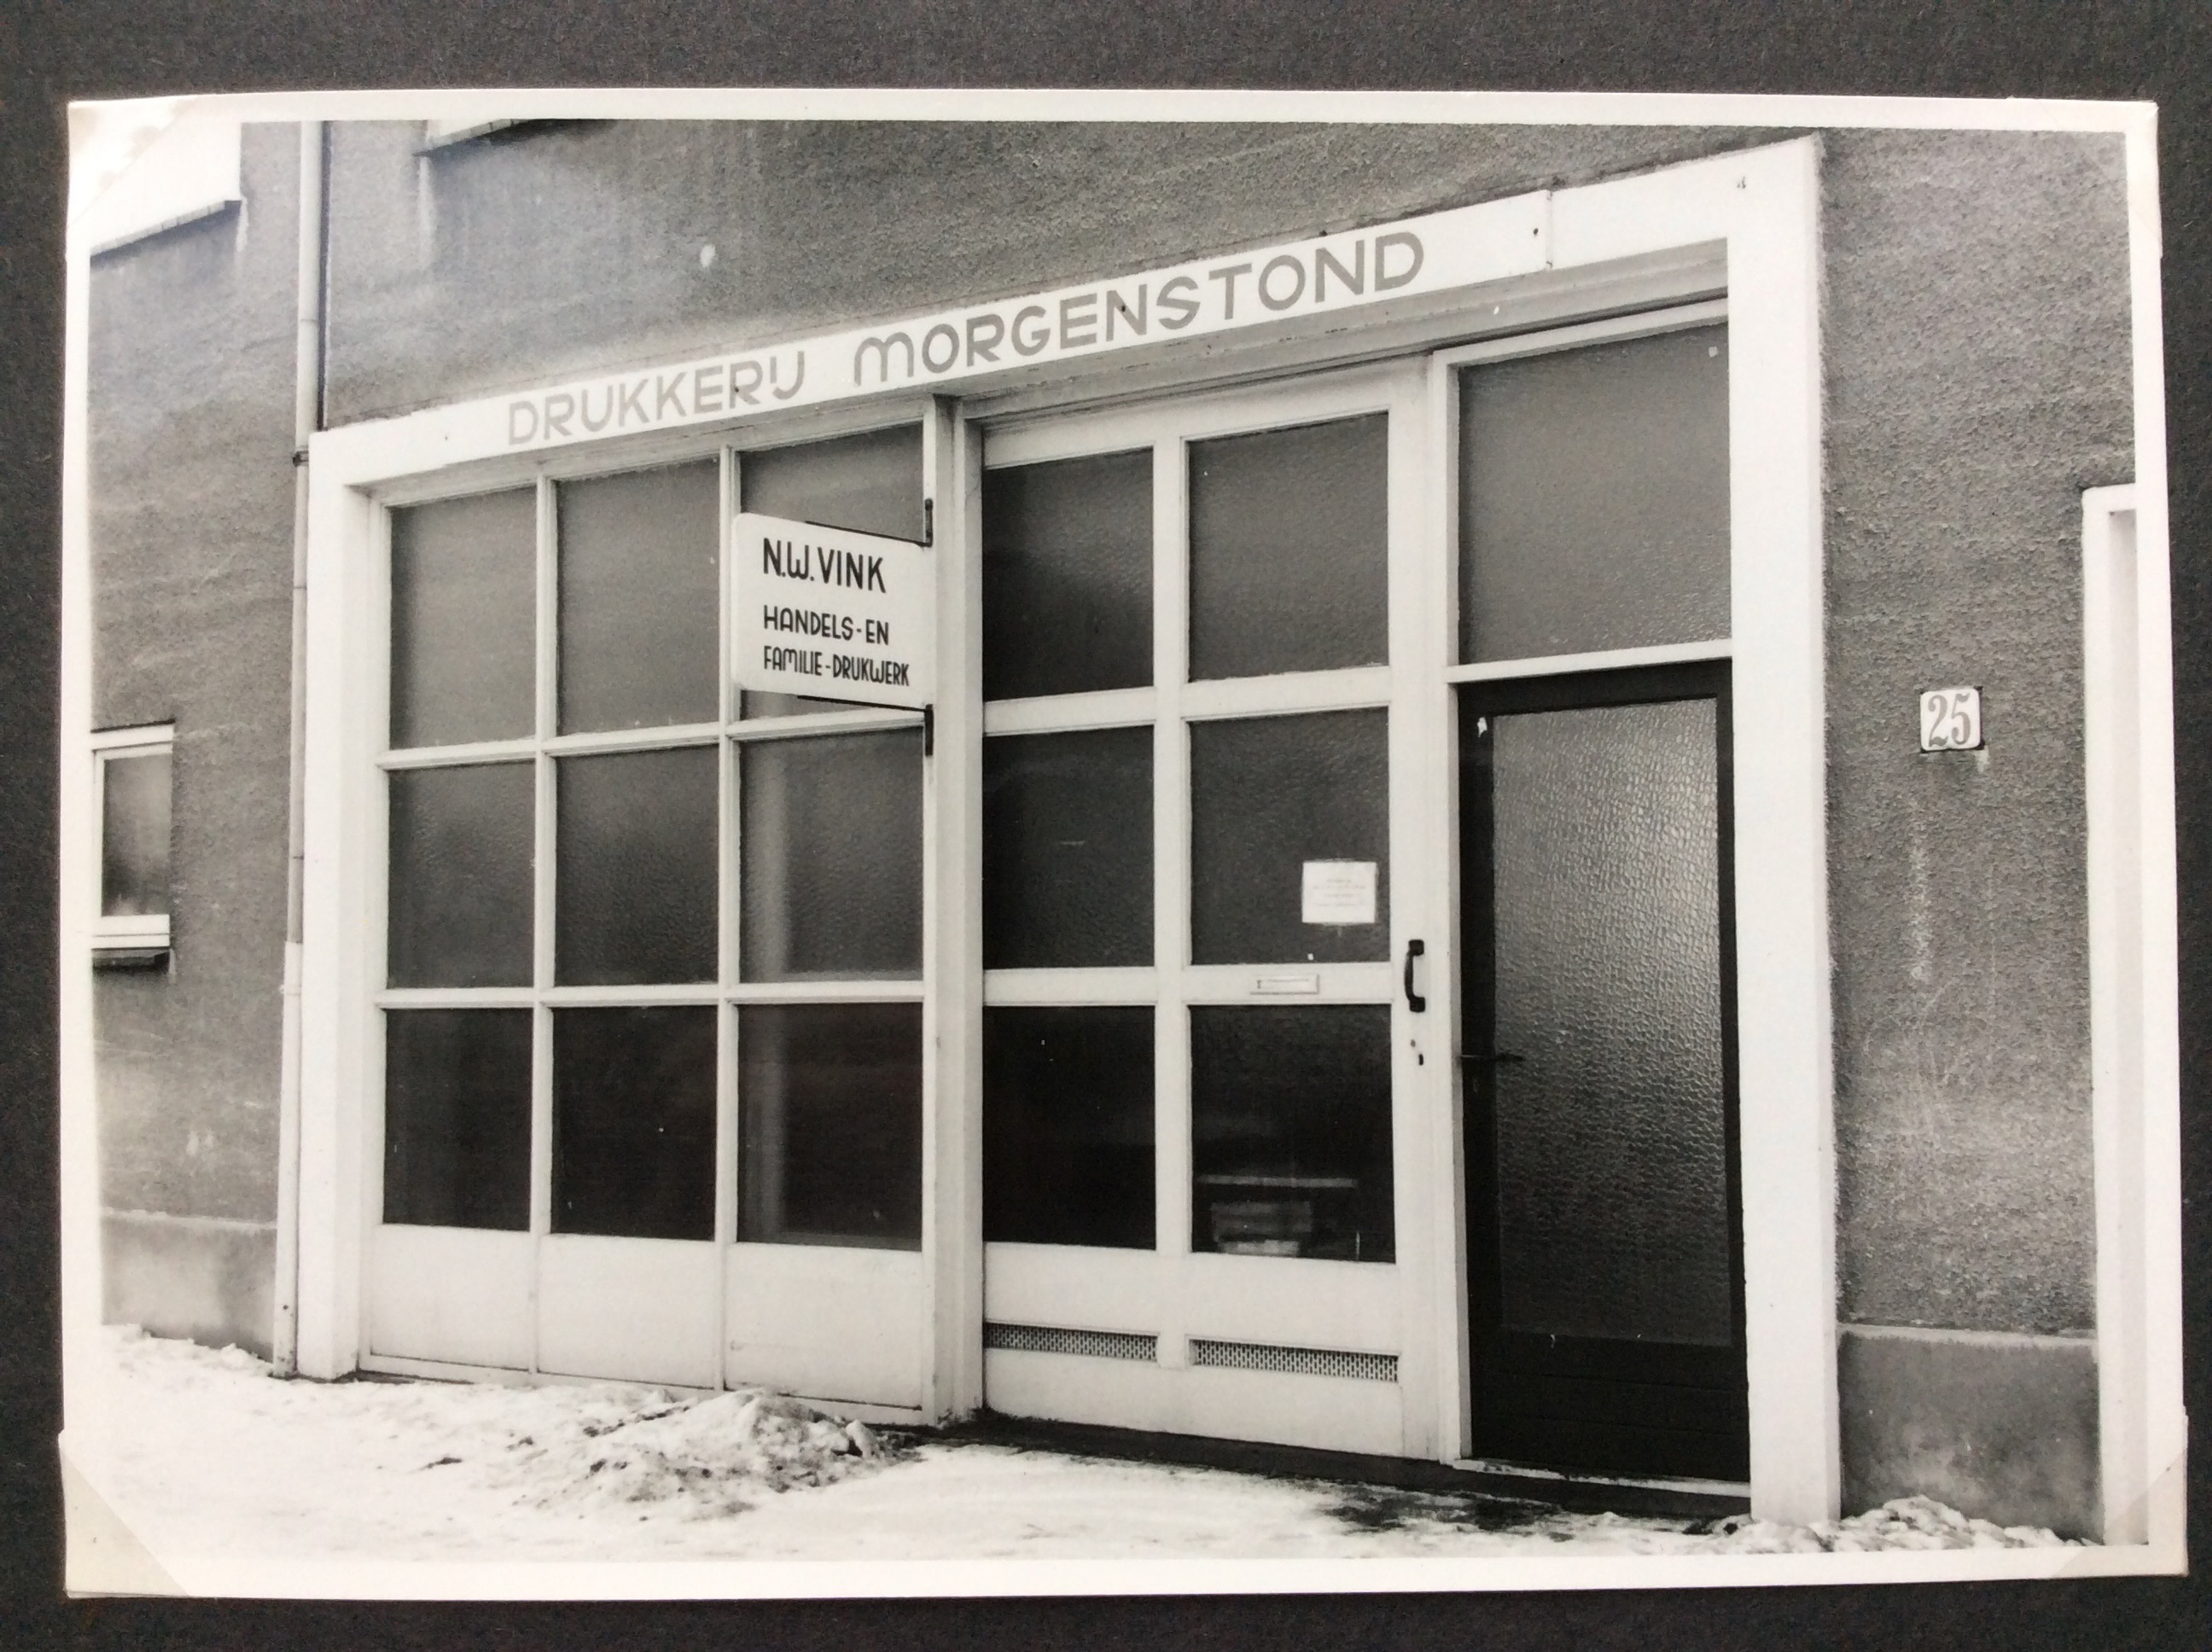 DRUKKERIJ MORGENSTOND
N.W. VINK
HANDELS-EN
FAMILIE-DRUKWERK
25